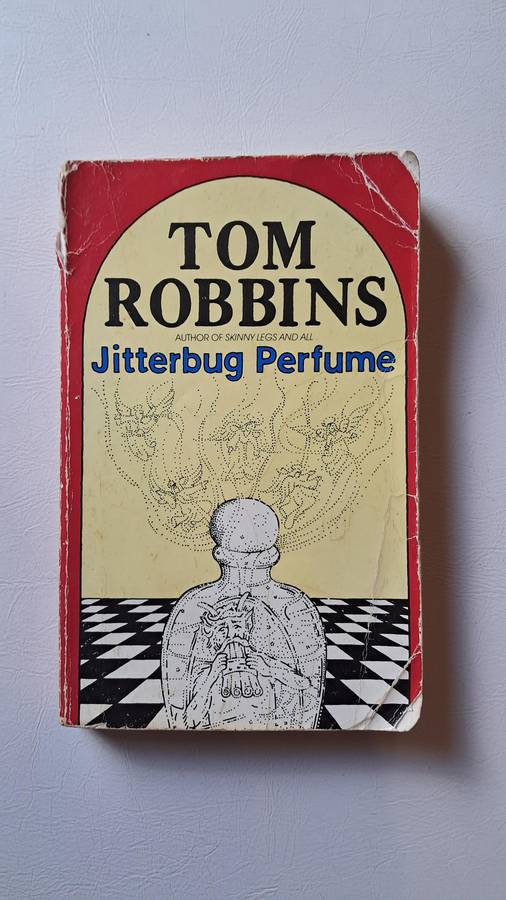 TOM
ROBBINS
AUTHOR OF SKINNY LEGS AND ALL
Jitterbug Perfume